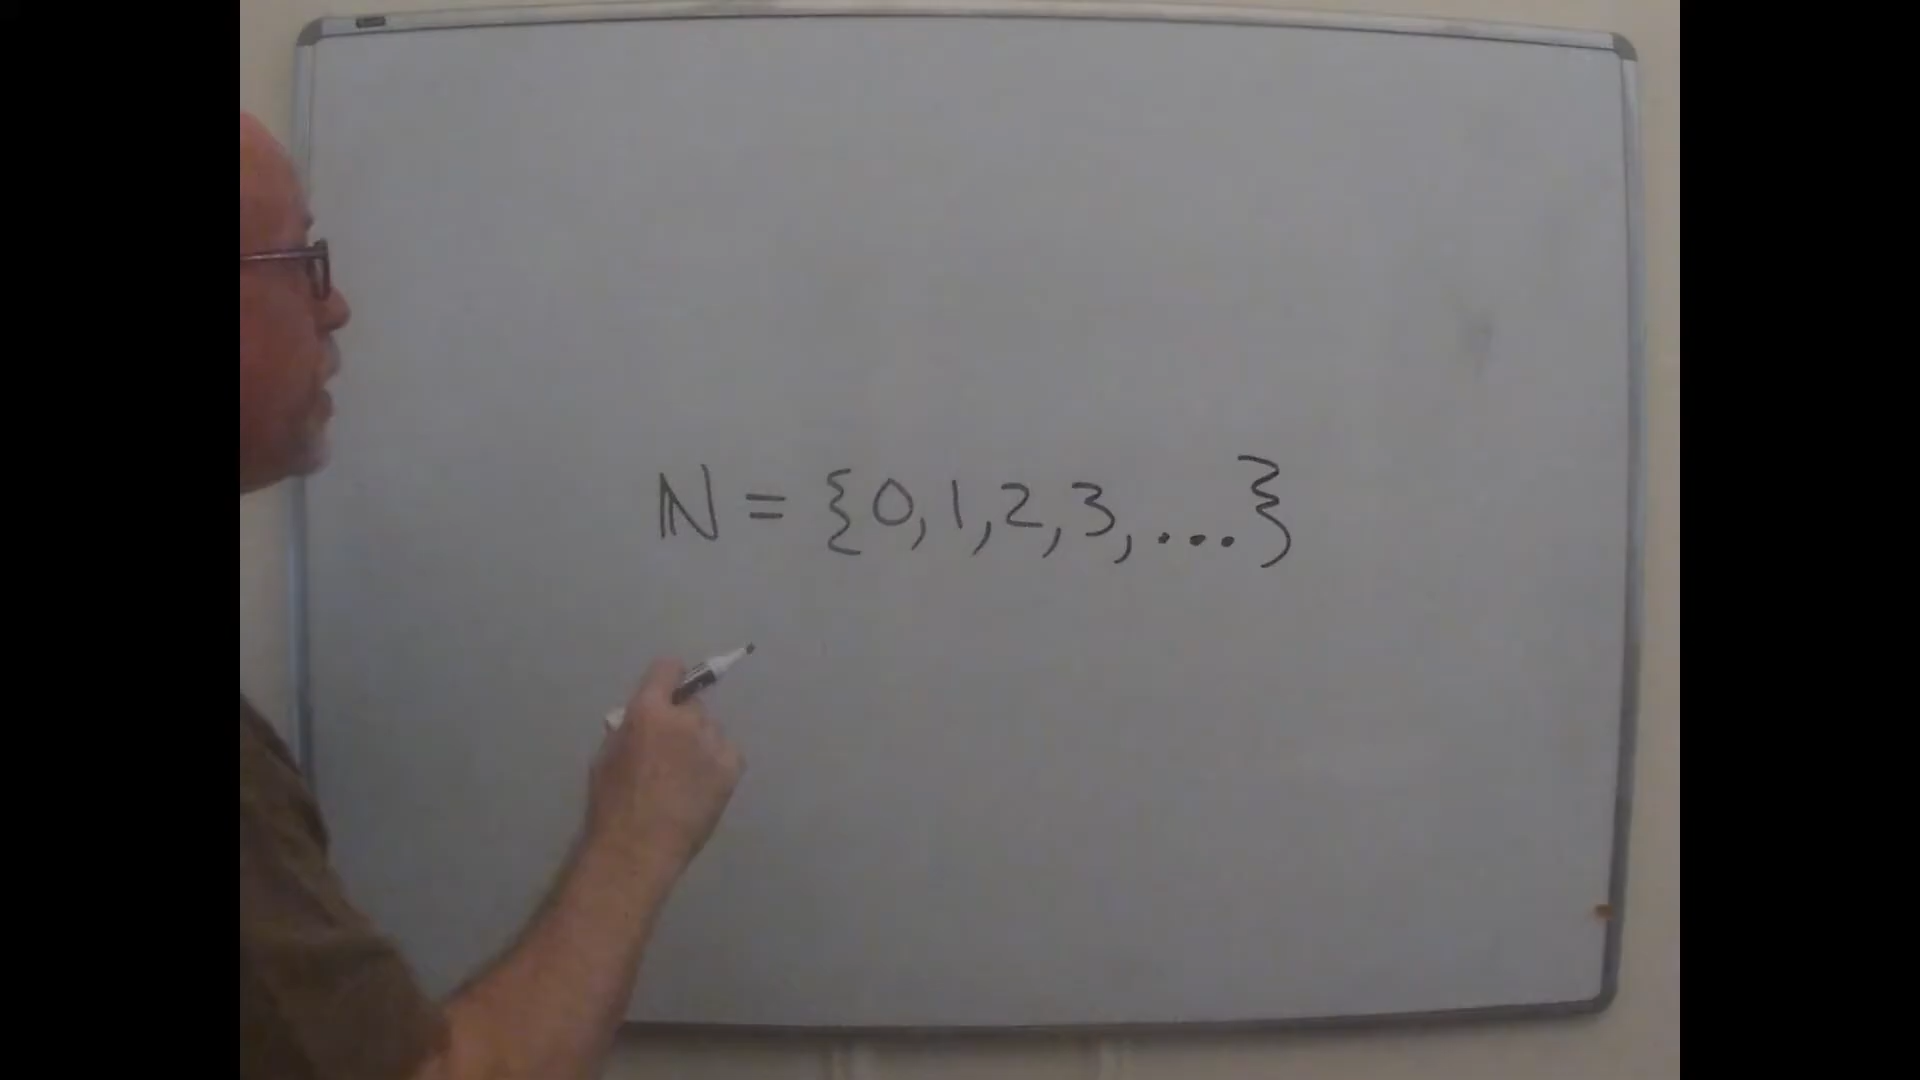 ℕ = {0,1,2,3,...}